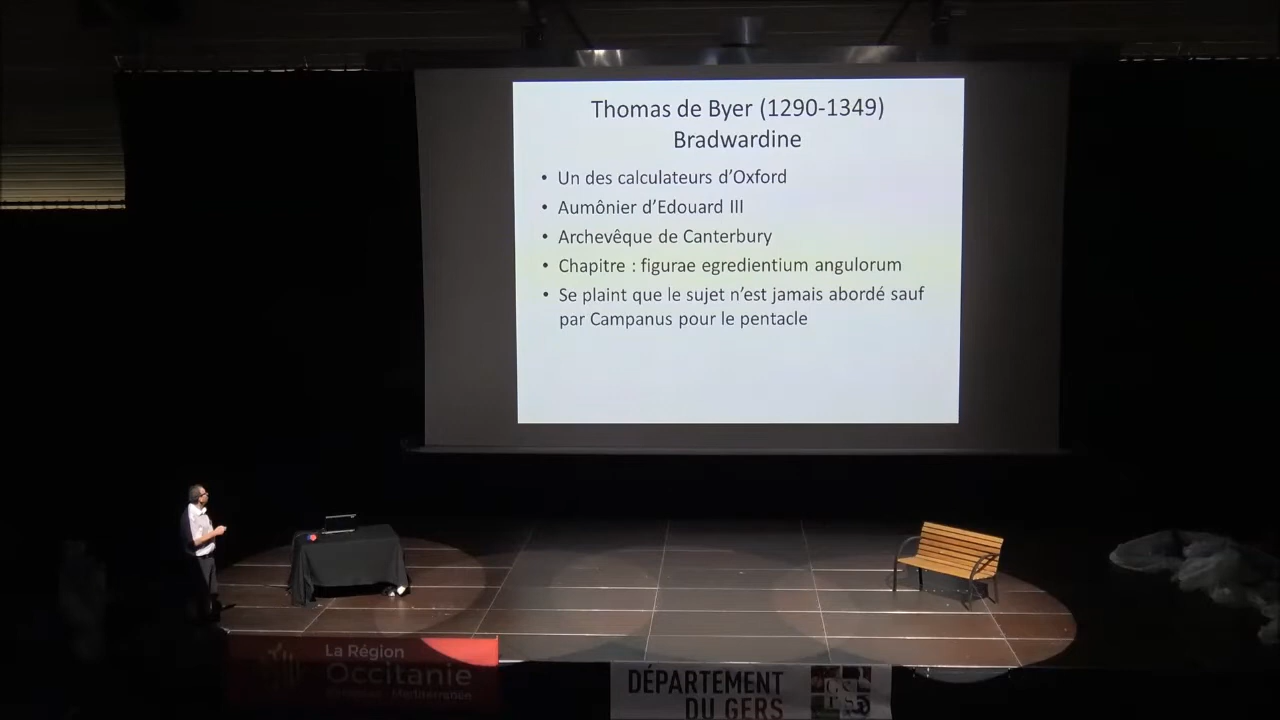 Thomas de Byer (1290-1349)
Bradwardine
• Un des calculateurs d'Oxford
• Aumônier d'Edouard III
• Archevêque de Canterbury
• Chapitre : figurae egredientium angulorum
• Se plaint que le sujet n'est jamais abordé sauf
par Campanus pour le pentacle
La Région
Occitanie
Pyrénées - Méditerranée
DÉPARTEMENT
DU GERS